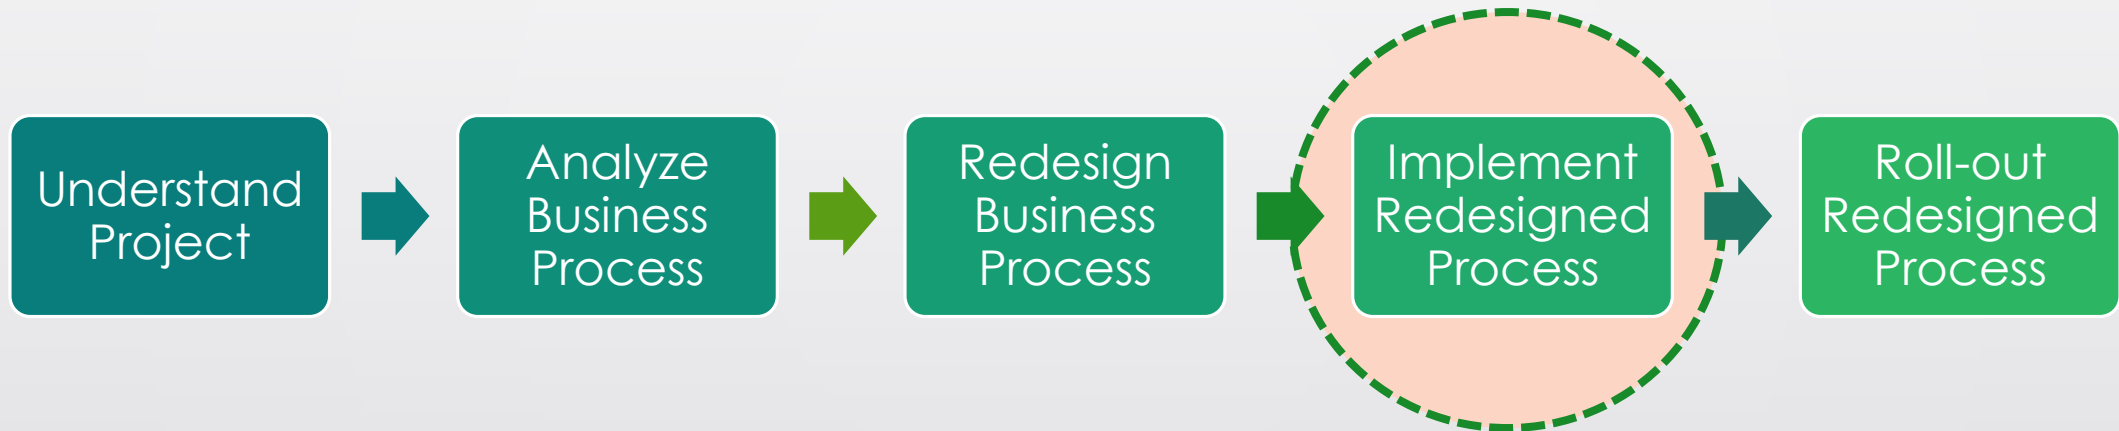 Understand
Project
Analyze
Business
Process
Redesign
Business
Process
Implement
Redesigned
Process
Roll-out
Redesigned
Process